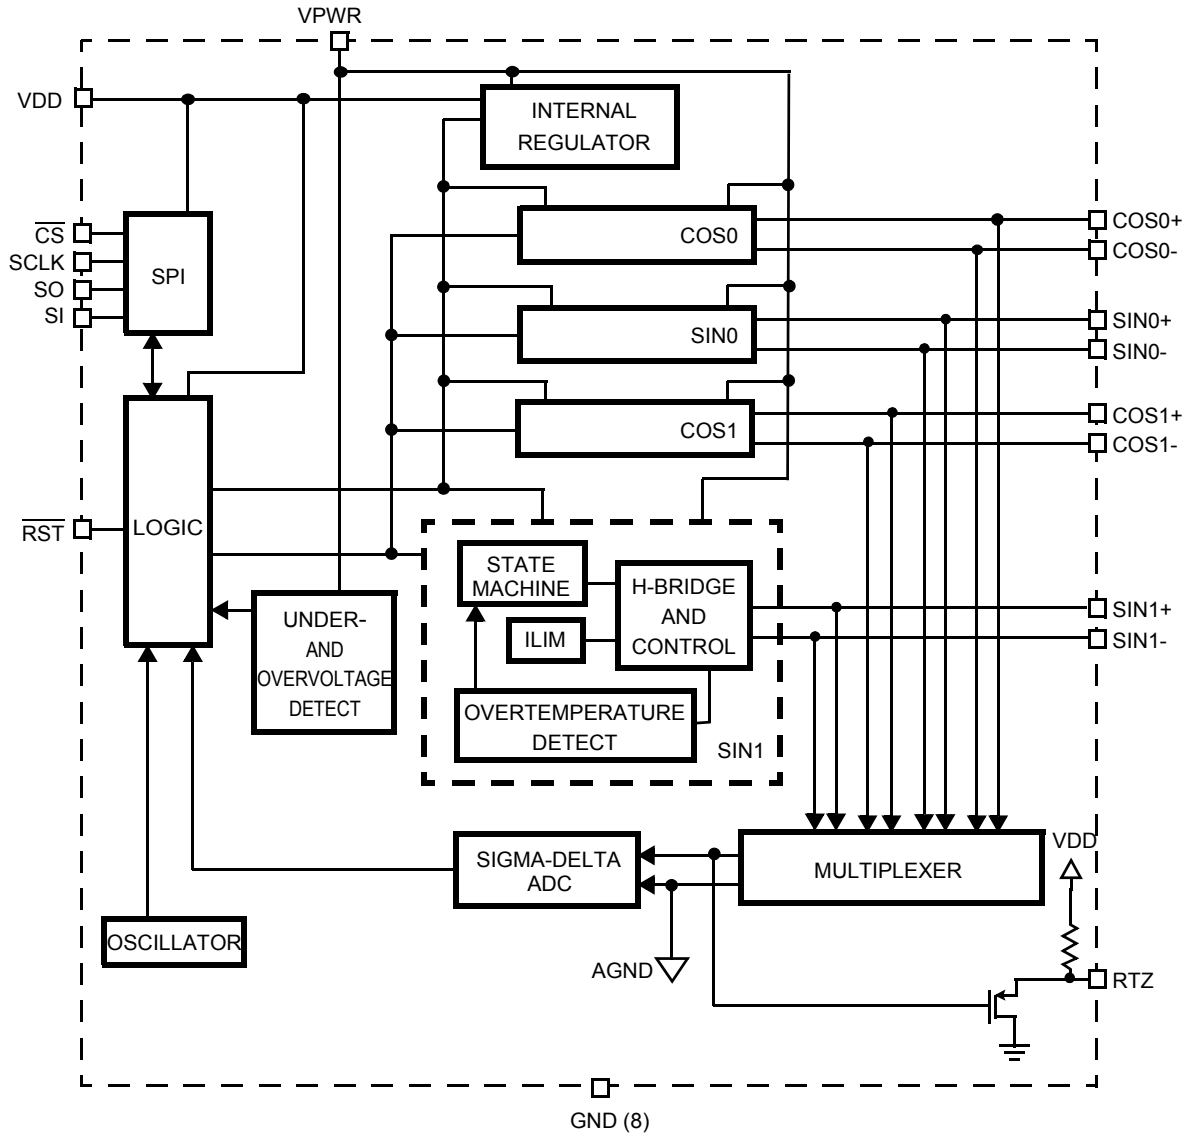 VPWR
VDD
INTERNAL
REGULATOR
CS
SCLK
SO
SI
SPI
COS0
COS0+
COS0-
SIN0
SIN0+
SIN0-
COS1
COS1+
COS1-
RST
LOGIC
STATE
MACHINE
H-BRIDGE
AND
CONTROL
ILIM
SIN1+
SIN1-
UNDER-
AND
OVERVOLTAGE
DETECT
OVERTEMPERATURE
DETECT
SIN1
SIGMA-DELTA
ADC
MULTIPLEXER
VDD
OSCILLATOR
AGND
RTZ
GND (8)